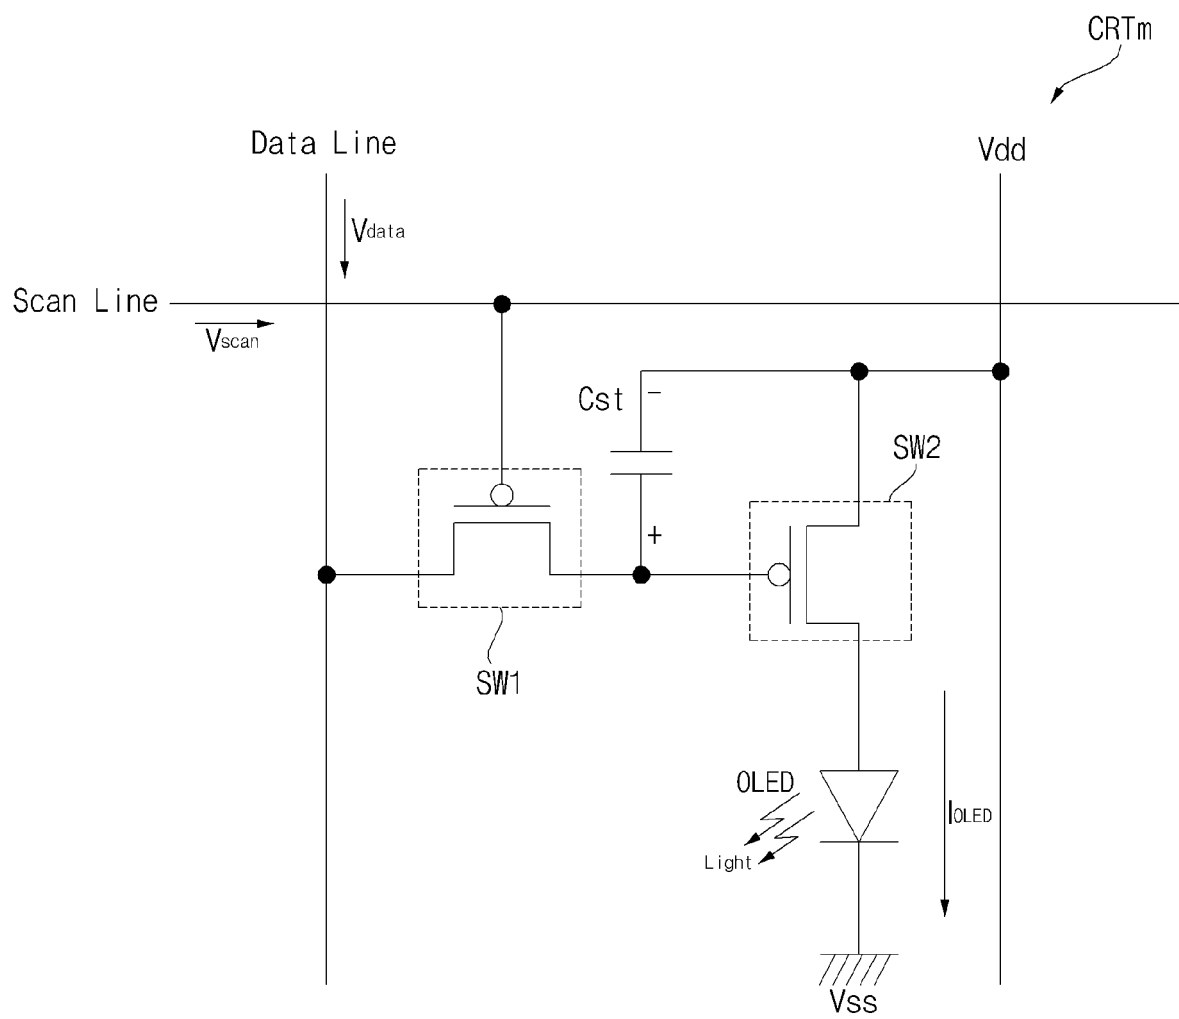 CRTm
Data Line
Vdd
Vdata
Scan Line
Vscan
Cst
−
SW2
+
SW1
OLED
IOLED
Light
Vss